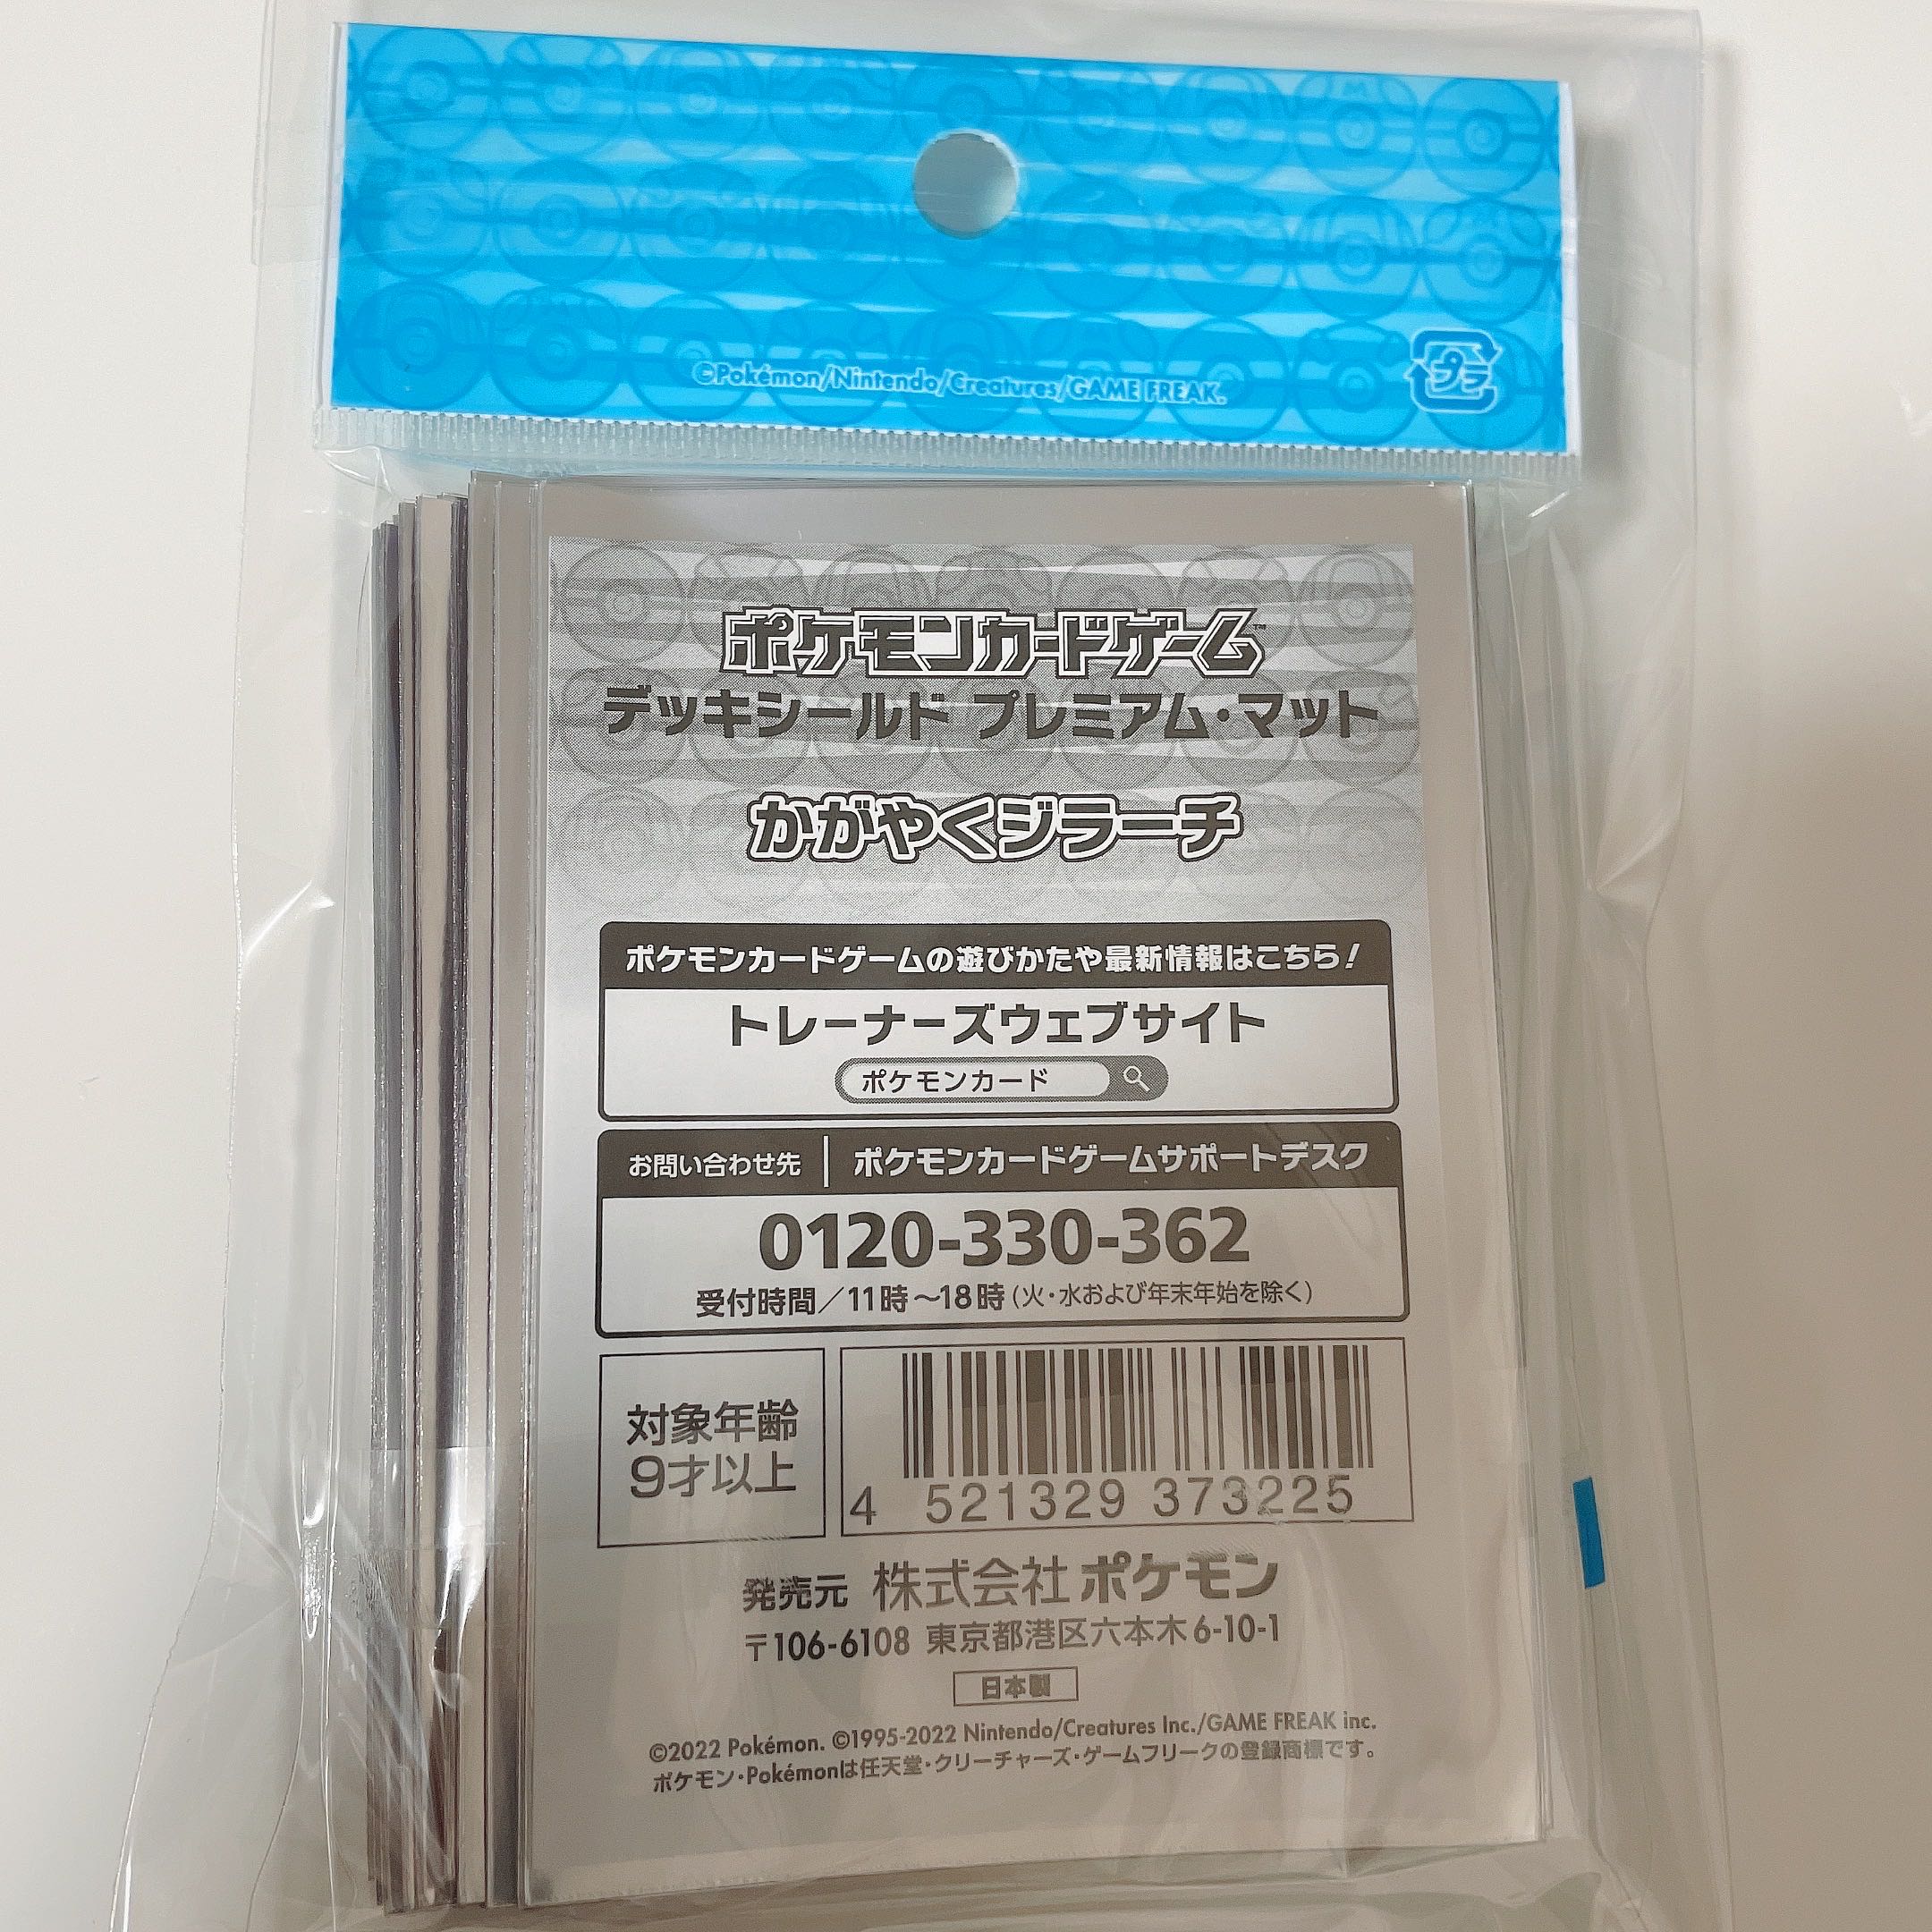 ©Pokémon/Nintendo/Creatures/GAME FREAK.
プラ
ポケモンカードゲーム™
デッキシールド プレミアム・マット
かがやくジラーチ
ポケモンカードゲームの遊びかたや最新情報はこちら!
トレーナーズウェブサイト
ポケモンカード
お問い合わせ先 | ポケモンカードゲームサポートデスク
0120-330-362
受付時間/11時~18時(火・水および年末年始を除く)
対象年齢
9才以上
4 521329 373225
発売元 株式会社ポケモン
〒106-6108 東京都港区六本木6-10-1
日本製
©2022 Pokémon. ©1995-2022 Nintendo/Creatures Inc./GAME FREAK inc.
ポケモン・Pokémonは任天堂・クリーチャーズ・ゲームフリークの登録商標です。